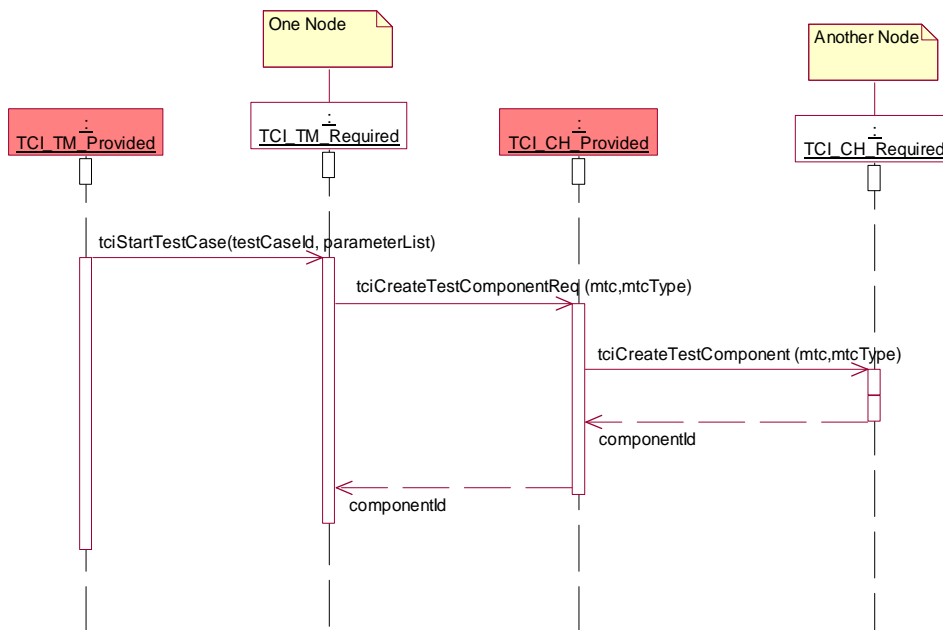 One Node
Another Node
:
TCI_TM_Provided
:
TCI_TM_Required
:
TCI_CH_Provided
:
TCI_CH_Required
tciStartTestCase(testCaseId, parameterList)
tciCreateTestComponentReq (mtc,mtcType)
tciCreateTestComponent (mtc,mtcType)
componentId
componentId